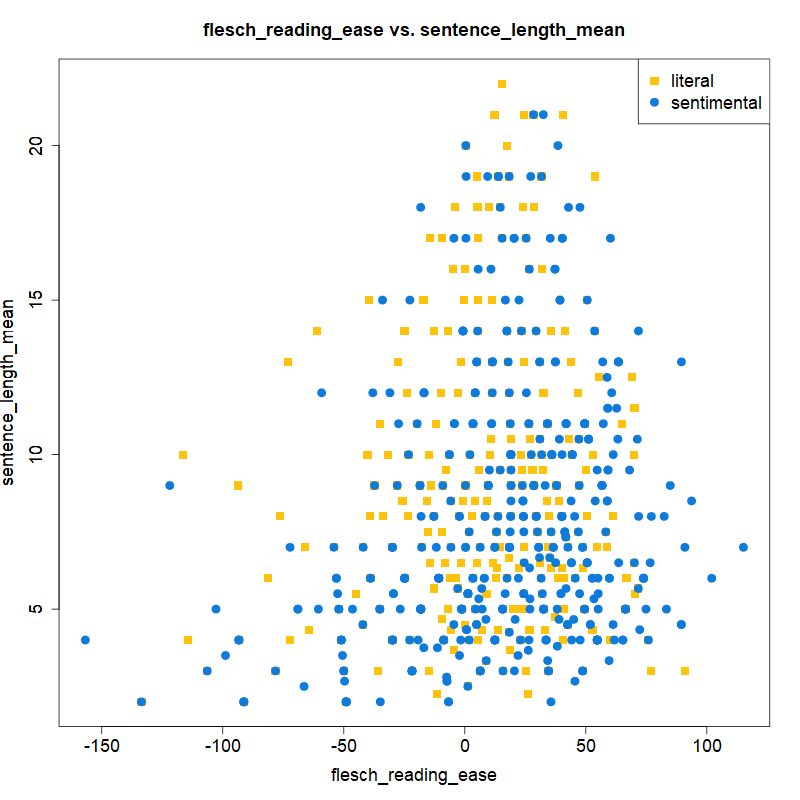 flesch_reading_ease vs. sentence_length_mean
literal
sentimental
20
15
10
5
sentence_length_mean
-150 -100 -50 0 50 100
flesch_reading_ease